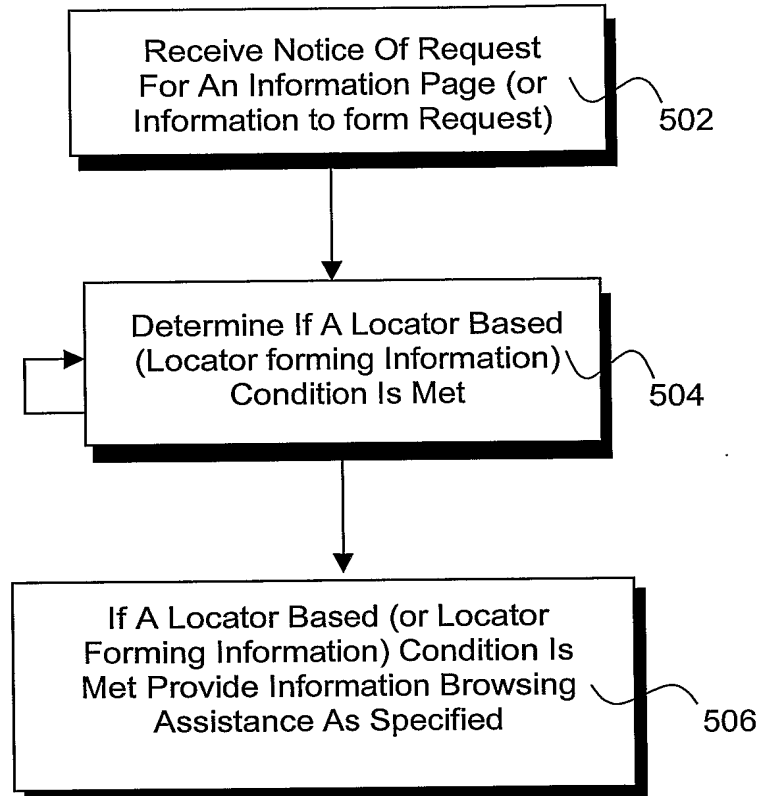 Receive Notice Of Request
For An Information Page (or
Information to form Request)
502
Determine If A Locator Based
(Locator forming Information)
Condition Is Met
504
If A Locator Based (or Locator
Forming Information) Condition Is
Met Provide Information Browsing
Assistance As Specified
506